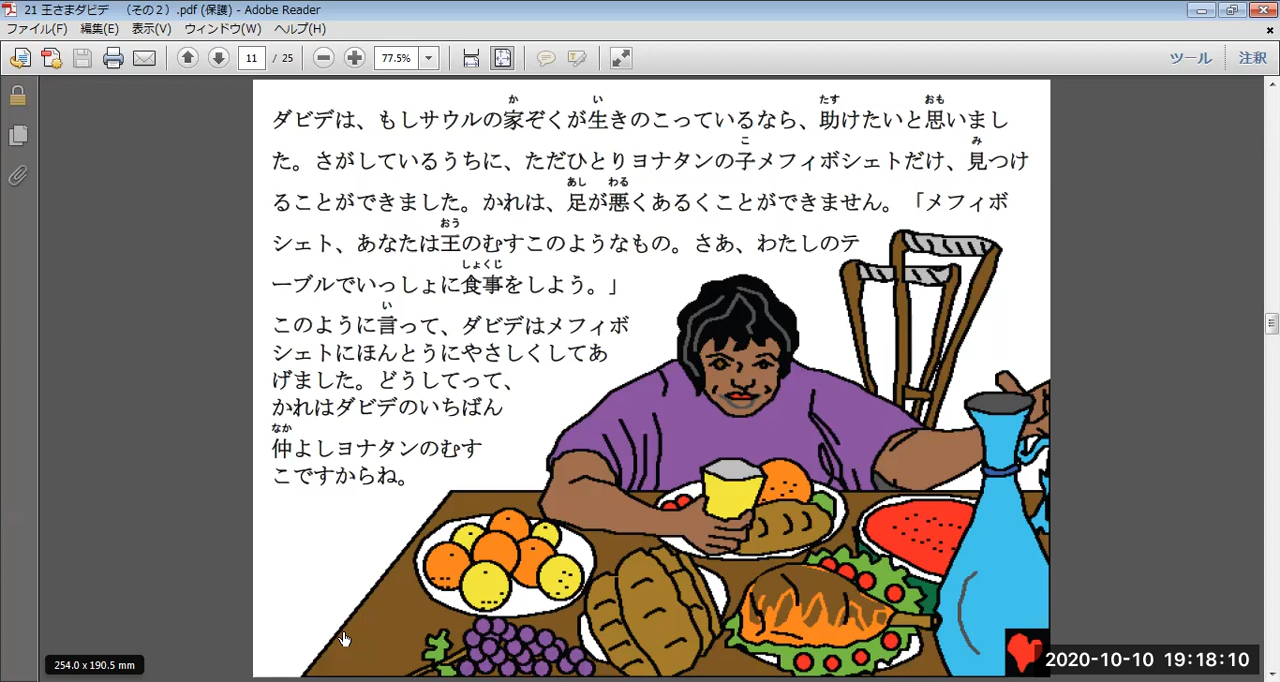 21 王さまダビデ　（その２）.pdf (保護) - Adobe Reader
ファイル(F) 編集(E) 表示(V) ウィンドウ(W) ヘルプ(H)
11 / 25 77.5% ツール 注釈
か い たす おも
ダビデは、もしサウルの家ぞくが生きのこっているなら、助けたいと思いまし
こ み
た。さがしているうちに、ただひとりヨナタンの子メフィボシェトだけ、見つけ
あし わる
ることができました。かれは、足が悪くあるくことができません。「メフィボ
おう
シェト、あなたは王のむすこのようなもの。さあ、わたしのテ
しょくじ
ーブルでいっしょに食事をしよう。」
い
このように言って、ダビデはメフィボ
シェトにほんとうにやさしくしてあ
げました。どうしてって、
かれはダビデのいちばん
なか
仲よしヨナタンのむす
こですからね。
254.0 x 190.5 mm
2020-10-10 19:18:10